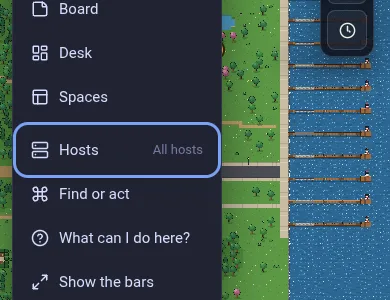 Board
Desk
Spaces
Hosts All hosts
Find or act
What can I do here?
Show the bars